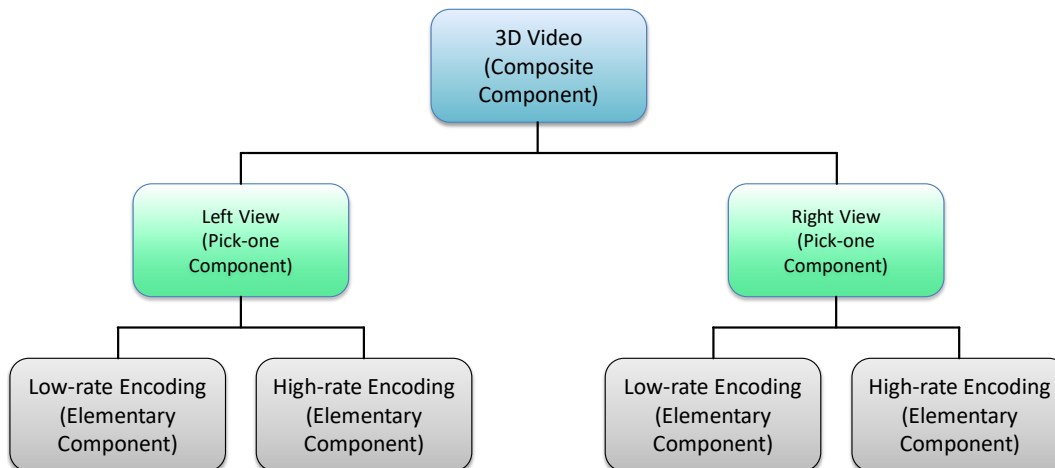 3D Video
(Composite
Component)
Left View
(Pick-one
Component)
Right View
(Pick-one
Component)
Low-rate Encoding
(Elementary
Component)
High-rate Encoding
(Elementary
Component)
Low-rate Encoding
(Elementary
Component)
High-rate Encoding
(Elementary
Component)